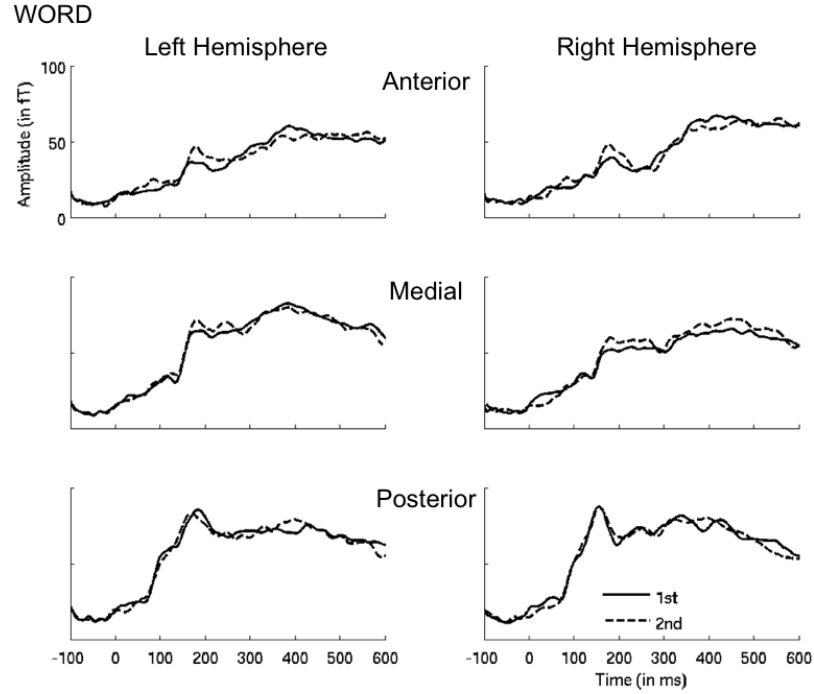 WORD
Left Hemisphere
Right Hemisphere
Anterior
Amplitude (in fT)
100
50
0
Medial
Posterior
1st
2nd
-100 0 100 200 300 400 500 600
-100 0 100 200 300 400 500 600
Time (in ms)